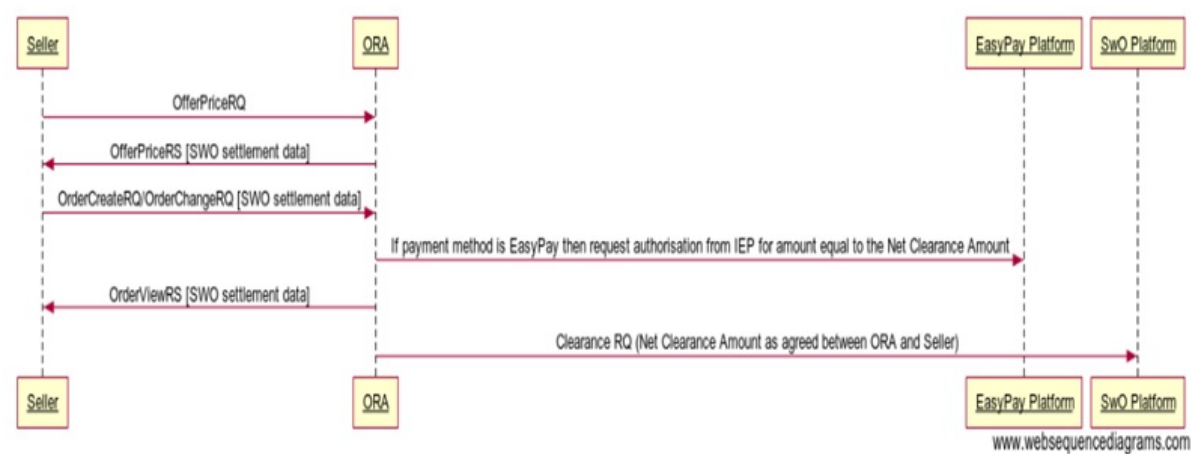 Seller ORA EasyPay Platform SwO Platform
OfferPriceRQ
OfferPriceRS [SWO settlement data]
OrderCreateRQ/OrderChangeRQ [SWO settlement data]
If payment method is EasyPay then request authorisation from IEP for amount equal to the Net Clearance Amount
OrderViewRS [SWO settlement data]
Clearance RQ (Net Clearance Amount as agreed between ORA and Seller)
Seller ORA EasyPay Platform SwO Platform
www.websequencediagrams.com